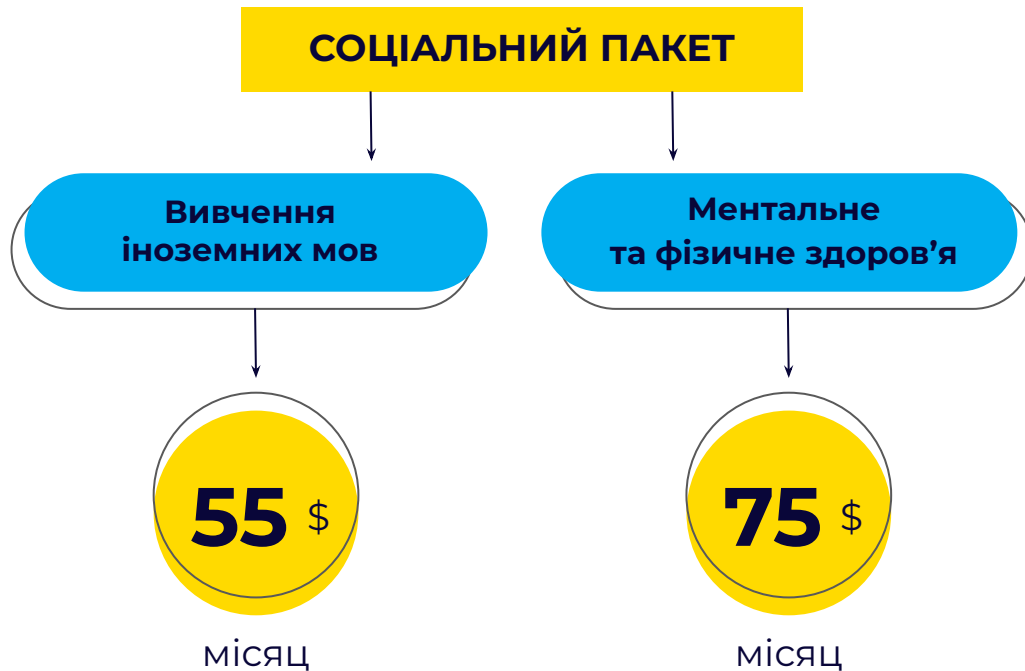 СОЦІАЛЬНИЙ ПАКЕТ
Вивчення
іноземних мов
55 $
місяц
Ментальне
та фізичне здоров’я
75 $
місяц